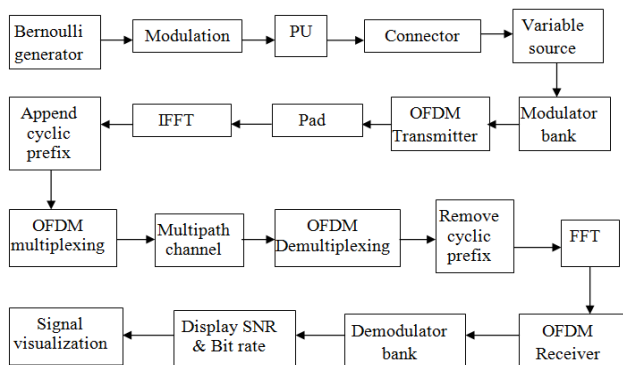 Bernoulli
generator
Modulation
PU
Connector
Variable
source
Modulator
bank
OFDM
Transmitter
Pad
IFFT
Append
cyclic
prefix
OFDM
multiplexing
Multipath
channel
OFDM
Demultiplexing
Remove
cyclic
prefix
FFT
OFDM
Receiver
Demodulator
bank
Display SNR
& Bit rate
Signal
visualization